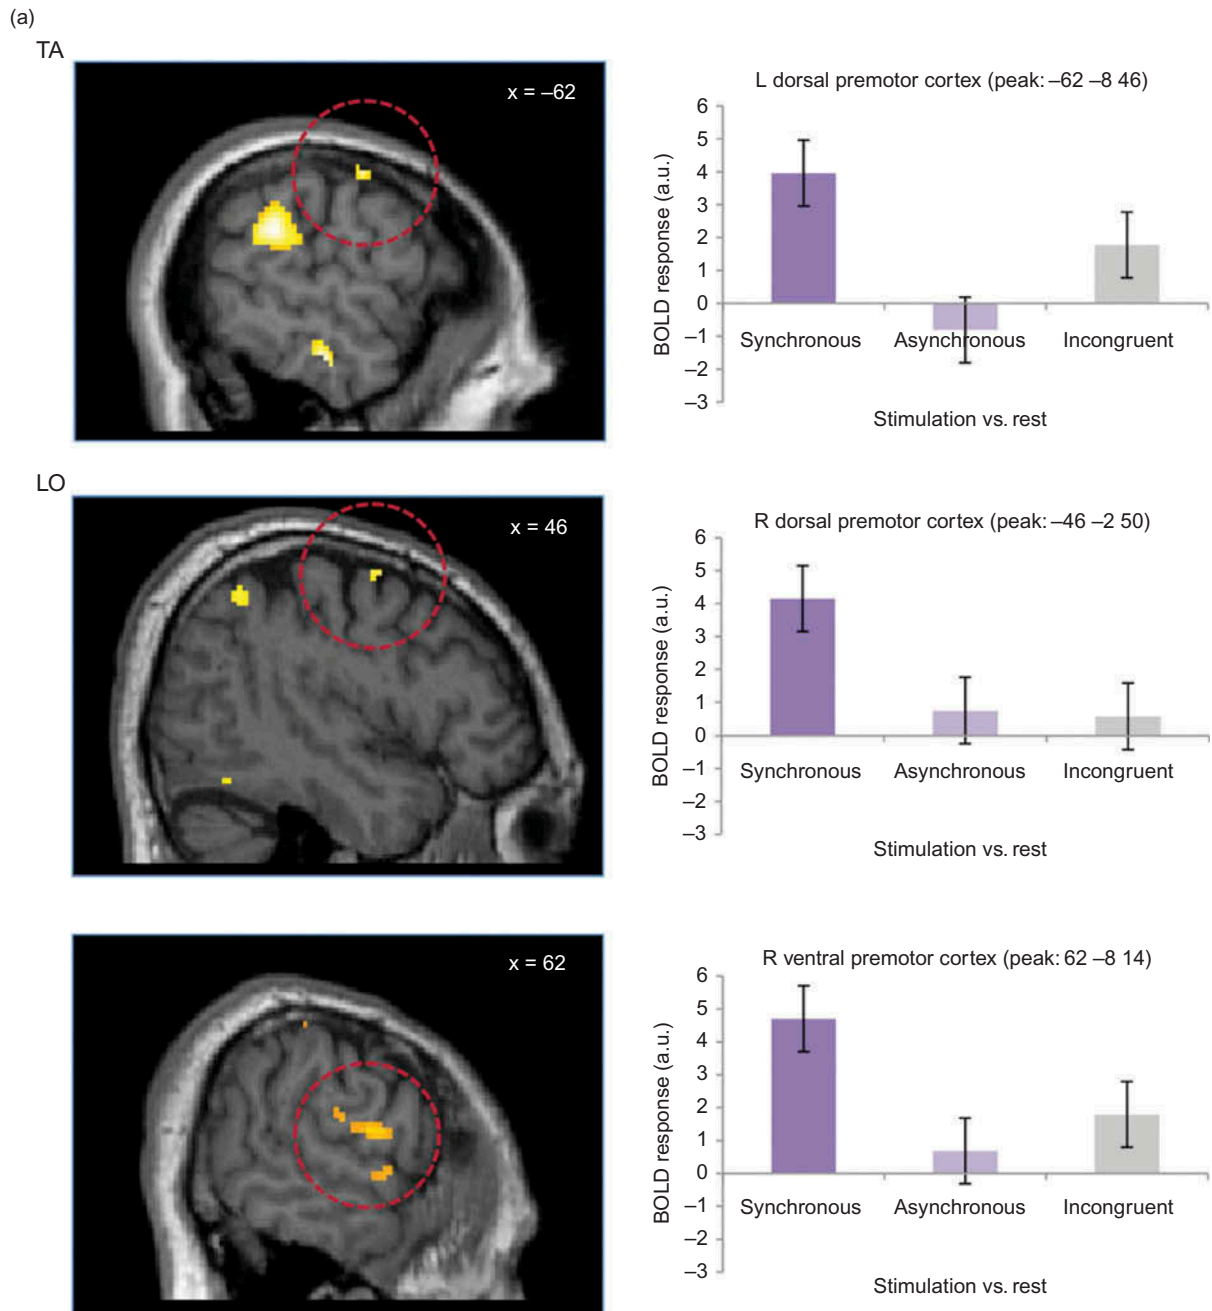 (a)
TA
x = –62
L dorsal premotor cortex (peak: –62 –8 46)
BOLD response (a.u.)
6
5
4
3
2
1
0
–1
–2
–3
Synchronous
Asynchronous
Incongruent
Stimulation vs. rest
LO
x = 46
R dorsal premotor cortex (peak: –46 –2 50)
BOLD response (a.u.)
6
5
4
3
2
1
0
–1
–2
–3
Synchronous
Asynchronous
Incongruent
Stimulation vs. rest
x = 62
R ventral premotor cortex (peak: 62 –8 14)
BOLD response (a.u.)
6
5
4
3
2
1
0
–1
–2
–3
Synchronous
Asynchronous
Incongruent
Stimulation vs. rest